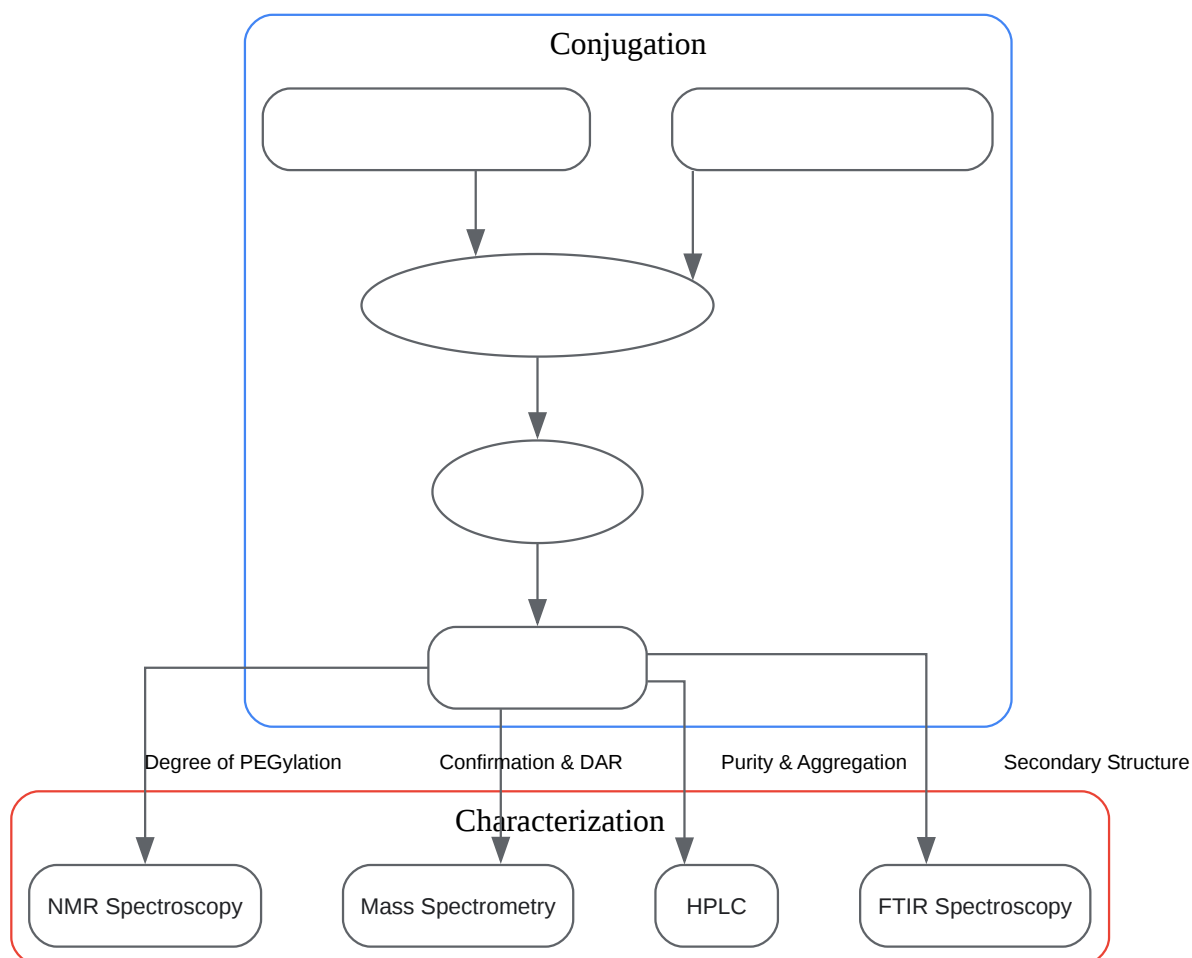 Conjugation
Degree of PEGylation
Confirmation & DAR
Purity & Aggregation
Secondary Structure
Characterization
NMR Spectroscopy
Mass Spectrometry
HPLC
FTIR Spectroscopy